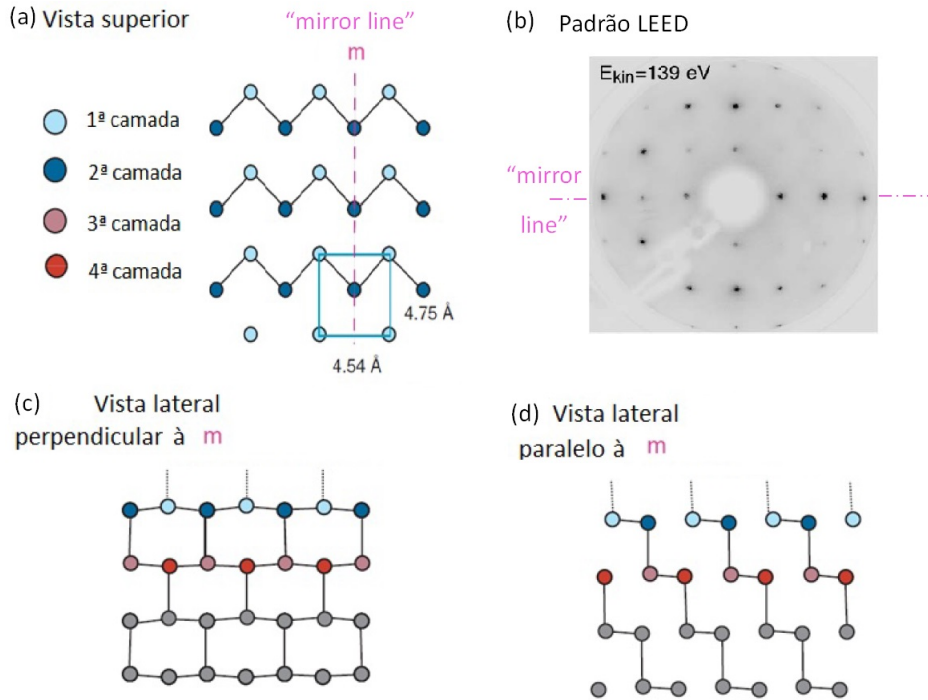 (a) Vista superior
“mirror line”
m
1ª camada
2ª camada
3ª camada
4ª camada
4.75 Å
4.54 Å
(b) Padrão LEED
Ekin=139 eV
“mirror
line”
(c) Vista lateral
perpendicular à m
(d) Vista lateral
paralelo à m